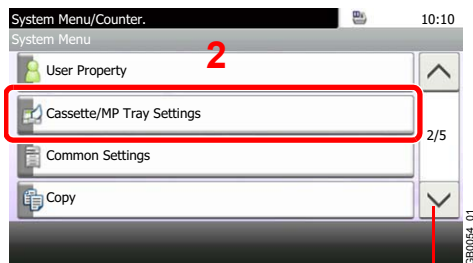 System Menu/Counter. 10:10
System Menu
2
User Property
Cassette/MP Tray Settings
2/5
Common Settings
Copy
GB0054_01